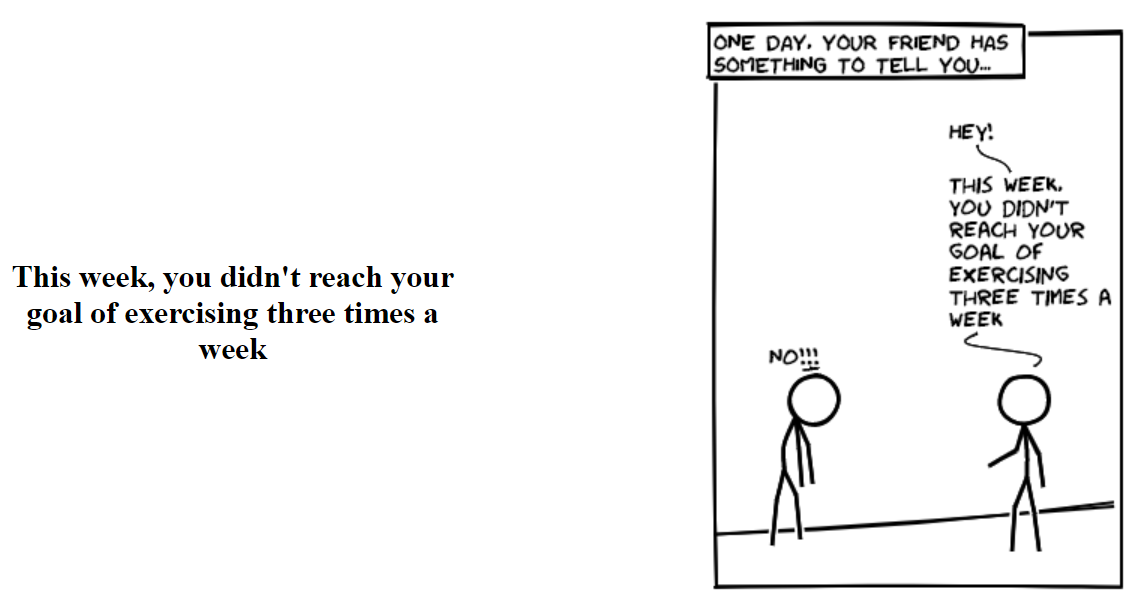 This week, you didn't reach your
goal of exercising three times a
week
ONE DAY, YOUR FRIEND HAS
SOMETHING TO TELL YOU...
HEY!
THIS WEEK,
YOU DIDN'T
REACH YOUR
GOAL OF
EXERCISING
THREE TIMES A
WEEK
NO!!!